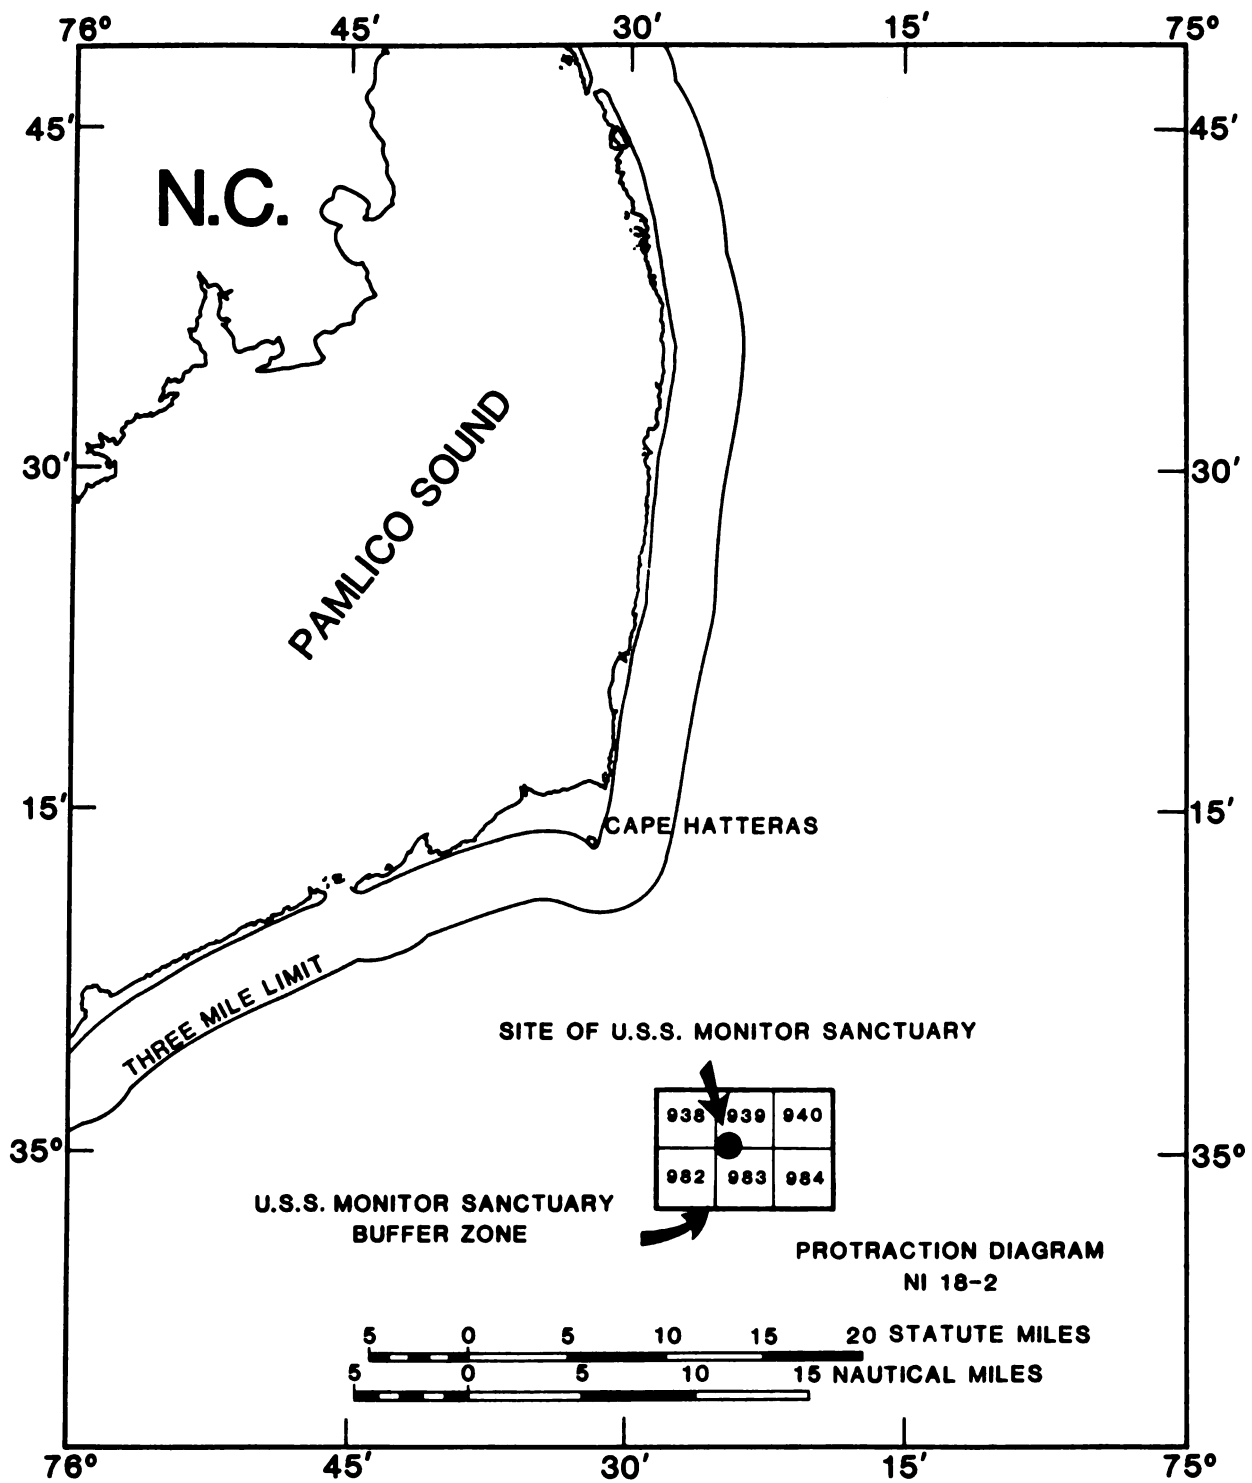 76° 45′ 30′ 15′ 75°
45′ 45′
N.C.
PAMLICO SOUND
30′ 30′
15′ 15′
CAPE HATTERAS
THREE MILE LIMIT
SITE OF U.S.S. MONITOR SANCTUARY
938 939 940
35° 35°
982 983 984
U.S.S. MONITOR SANCTUARY
BUFFER ZONE
PROTRACTION DIAGRAM
NI 18-2
5 0 5 10 15 20 STATUTE MILES
5 0 5 10 15 NAUTICAL MILES
76° 45′ 30′ 15′ 75°